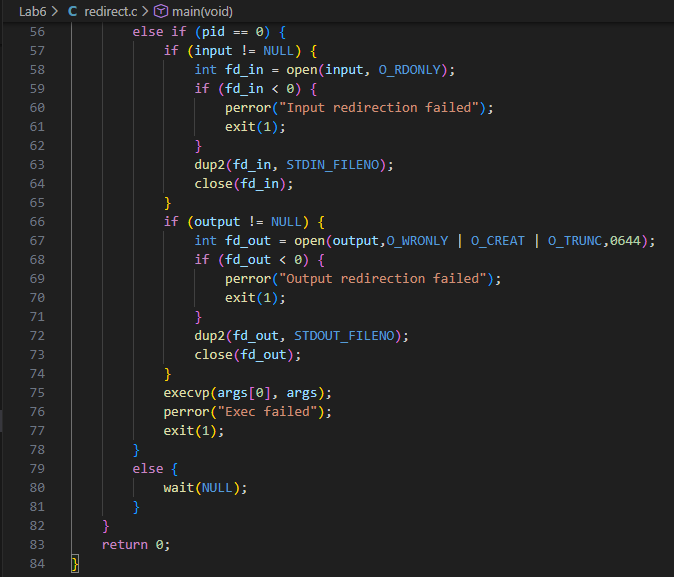 Lab6 > C redirect.c > main(void)
56 else if (pid == 0) {
57 if (input != NULL) {
58 int fd_in = open(input, O_RDONLY);
59 if (fd_in < 0) {
60 perror("Input redirection failed");
61 exit(1);
62 }
63 dup2(fd_in, STDIN_FILENO);
64 close(fd_in);
65 }
66 if (output != NULL) {
67 int fd_out = open(output,O_WRONLY | O_CREAT | O_TRUNC,0644);
68 if (fd_out < 0) {
69 perror("Output redirection failed");
70 exit(1);
71 }
72 dup2(fd_out, STDOUT_FILENO);
73 close(fd_out);
74 }
75 execvp(args[0], args);
76 perror("Exec failed");
77 exit(1);
78 }
79 else {
80 wait(NULL);
81 }
82 }
83 return 0;
84 }